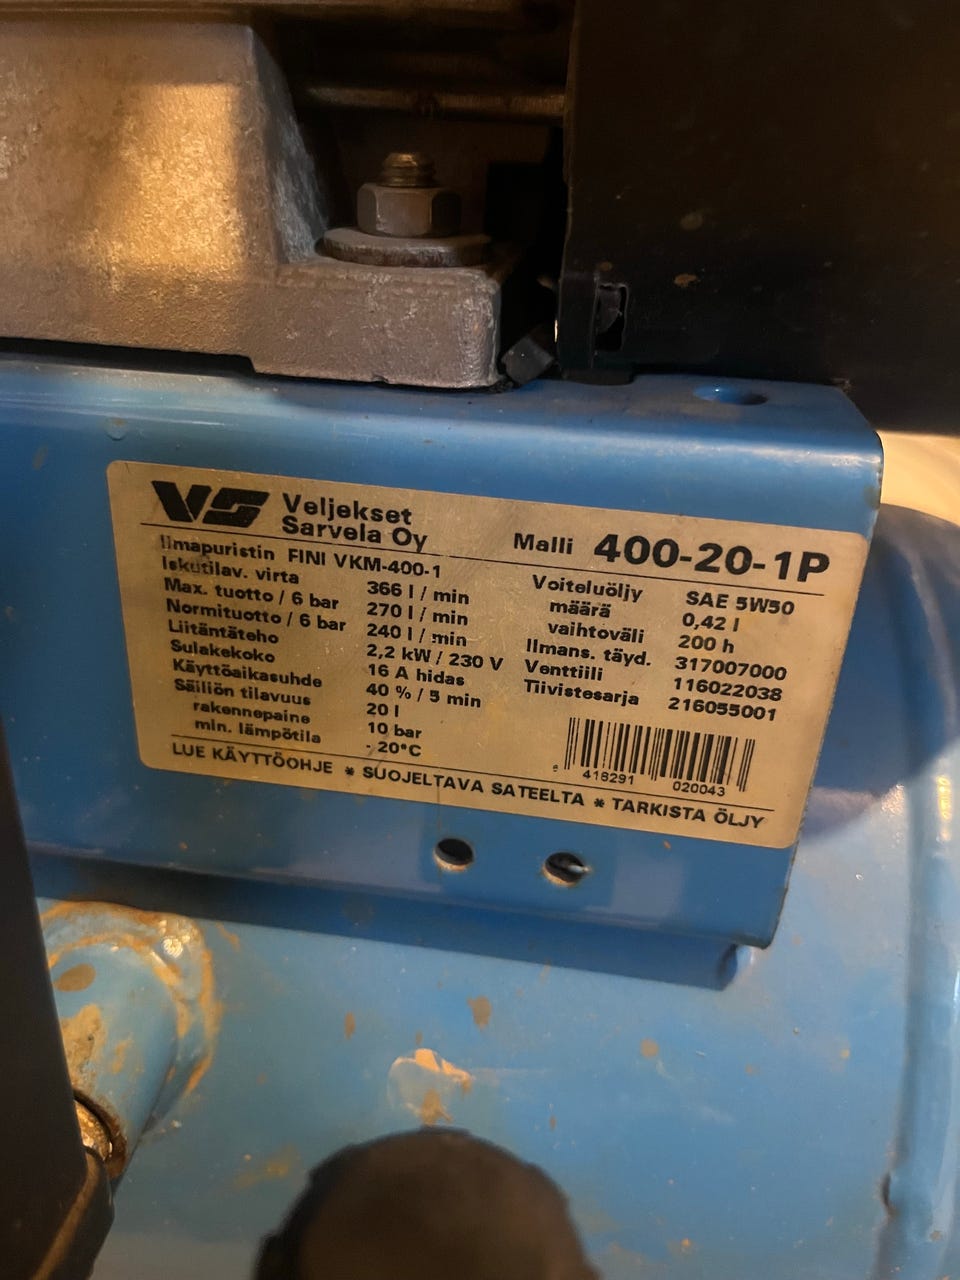 VS Veljekset Sarvela Oy Malli 400-20-1P
Ilmapuristin FINI VKM-400-1
Iskutilav. virta 366 l / min
Max. tuotto / 6 bar 270 l / min
Normituotto / 6 bar 240 l / min
Liitäntäteho 2,2 kW / 230 V
Sulakekoko 16 A hidas
Käyttöaikasuhde 40 % / 5 min
Säiliön tilavuus 20 l
rakennepaine 10 bar
min. lämpötila - 20°C
Voiteluöljy SAE 5W50
määrä 0,42 l
vaihtoväli 200 h
Ilmans. täyd. 317007000
Venttiili 116022038
Tiivistesarja 216055001
6 418291 020043
LUE KÄYTTÖOHJE * SUOJELTAVA SATEELTA * TARKISTA ÖLJY